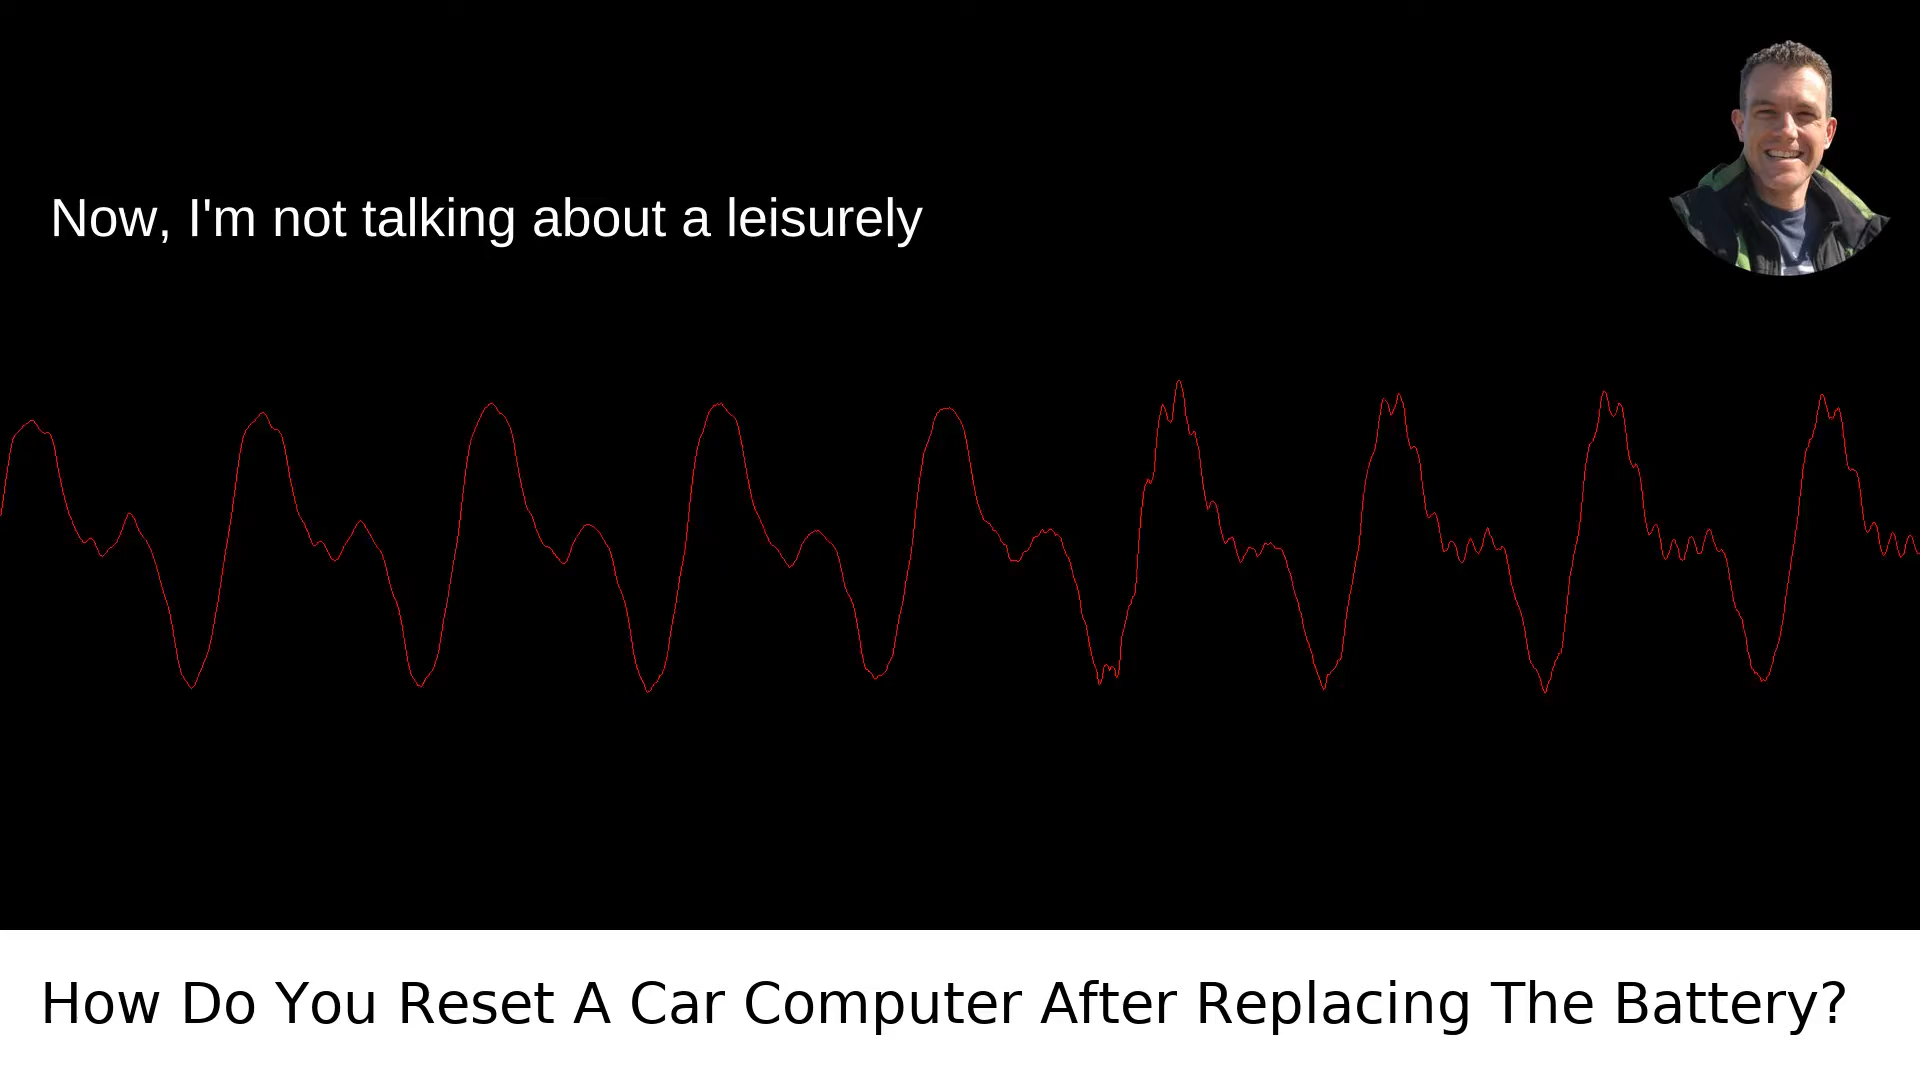 Now, I'm not talking about a leisurely
How Do You Reset A Car Computer After Replacing The Battery?